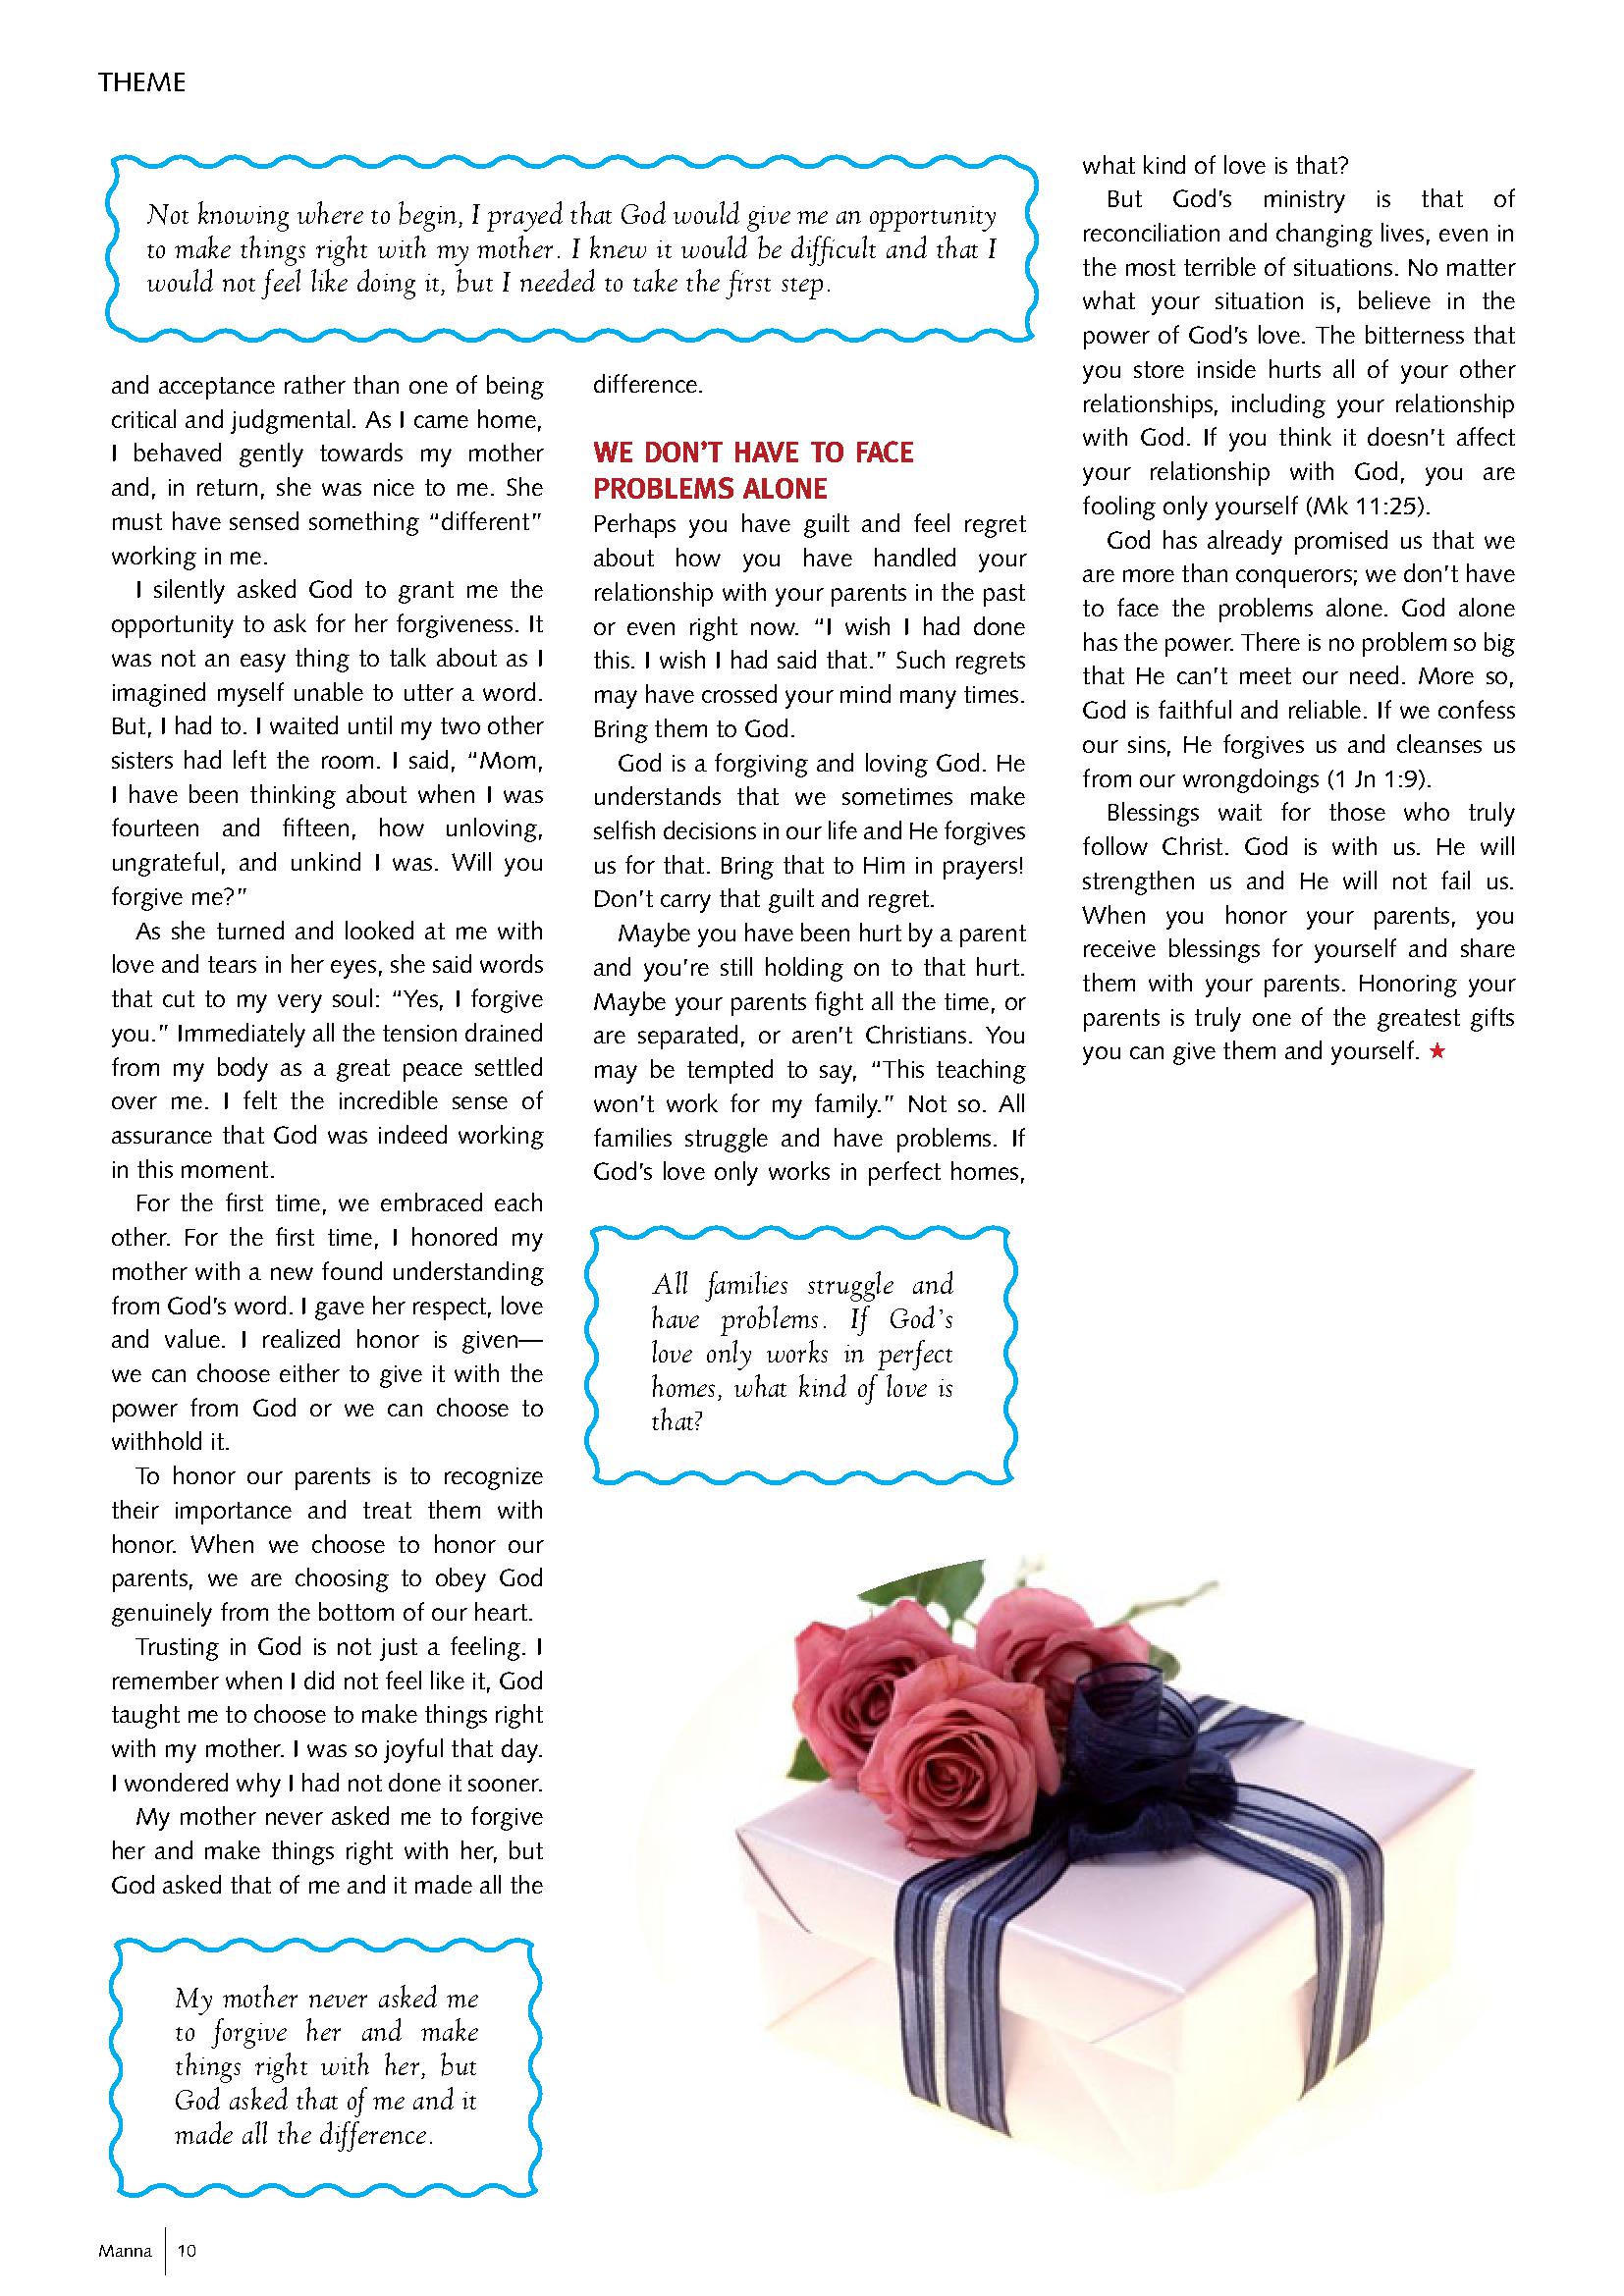 THEME
Not knowing where to begin, I prayed that God would give me an opportunity
to make things right with my mother. I knew it would be difficult and that I
would not feel like doing it, but I needed to take the first step.
and acceptance rather than one of being
critical and judgmental. As I came home,
I behaved gently towards my mother
and, in return, she was nice to me. She
must have sensed something “different”
working in me.
I silently asked God to grant me the
opportunity to ask for her forgiveness. It
was not an easy thing to talk about as I
imagined myself unable to utter a word.
But, I had to. I waited until my two other
sisters had left the room. I said, “Mom,
I have been thinking about when I was
fourteen and fifteen, how unloving,
ungrateful, and unkind I was. Will you
forgive me?”
As she turned and looked at me with
love and tears in her eyes, she said words
that cut to my very soul: “Yes, I forgive
you.” Immediately all the tension drained
from my body as a great peace settled
over me. I felt the incredible sense of
assurance that God was indeed working
in this moment.
For the first time, we embraced each
other. For the first time, I honored my
mother with a new found understanding
from God’s word. I gave her respect, love
and value. I realized honor is given—
we can choose either to give it with the
power from God or we can choose to
withhold it.
To honor our parents is to recognize
their importance and treat them with
honor. When we choose to honor our
parents, we are choosing to obey God
genuinely from the bottom of our heart.
Trusting in God is not just a feeling. I
remember when I did not feel like it, God
taught me to choose to make things right
with my mother. I was so joyful that day.
I wondered why I had not done it sooner.
My mother never asked me to forgive
her and make things right with her, but
God asked that of me and it made all the
My mother never asked me
to forgive her and make
things right with her, but
God asked that of me and it
made all the difference.
difference.
WE DON’T HAVE TO FACE
PROBLEMS ALONE
Perhaps you have guilt and feel regret
about how you have handled your
relationship with your parents in the past
or even right now. “I wish I had done
this. I wish I had said that.” Such regrets
may have crossed your mind many times.
Bring them to God.
God is a forgiving and loving God. He
understands that we sometimes make
selfish decisions in our life and He forgives
us for that. Bring that to Him in prayers!
Don’t carry that guilt and regret.
Maybe you have been hurt by a parent
and you’re still holding on to that hurt.
Maybe your parents fight all the time, or
are separated, or aren’t Christians. You
may be tempted to say, “This teaching
won’t work for my family.” Not so. All
families struggle and have problems. If
God’s love only works in perfect homes,
All families struggle and
have problems. If God’s
love only works in perfect
homes, what kind of love is
that?
what kind of love is that?
But God’s ministry is that of
reconciliation and changing lives, even in
the most terrible of situations. No matter
what your situation is, believe in the
power of God’s love. The bitterness that
you store inside hurts all of your other
relationships, including your relationship
with God. If you think it doesn’t affect
your relationship with God, you are
fooling only yourself (Mk 11:25).
God has already promised us that we
are more than conquerors; we don’t have
to face the problems alone. God alone
has the power. There is no problem so big
that He can’t meet our need. More so,
God is faithful and reliable. If we confess
our sins, He forgives us and cleanses us
from our wrongdoings (1 Jn 1:9).
Blessings wait for those who truly
follow Christ. God is with us. He will
strengthen us and He will not fail us.
When you honor your parents, you
receive blessings for yourself and share
them with your parents. Honoring your
parents is truly one of the greatest gifts
you can give them and yourself. ★
Manna 10